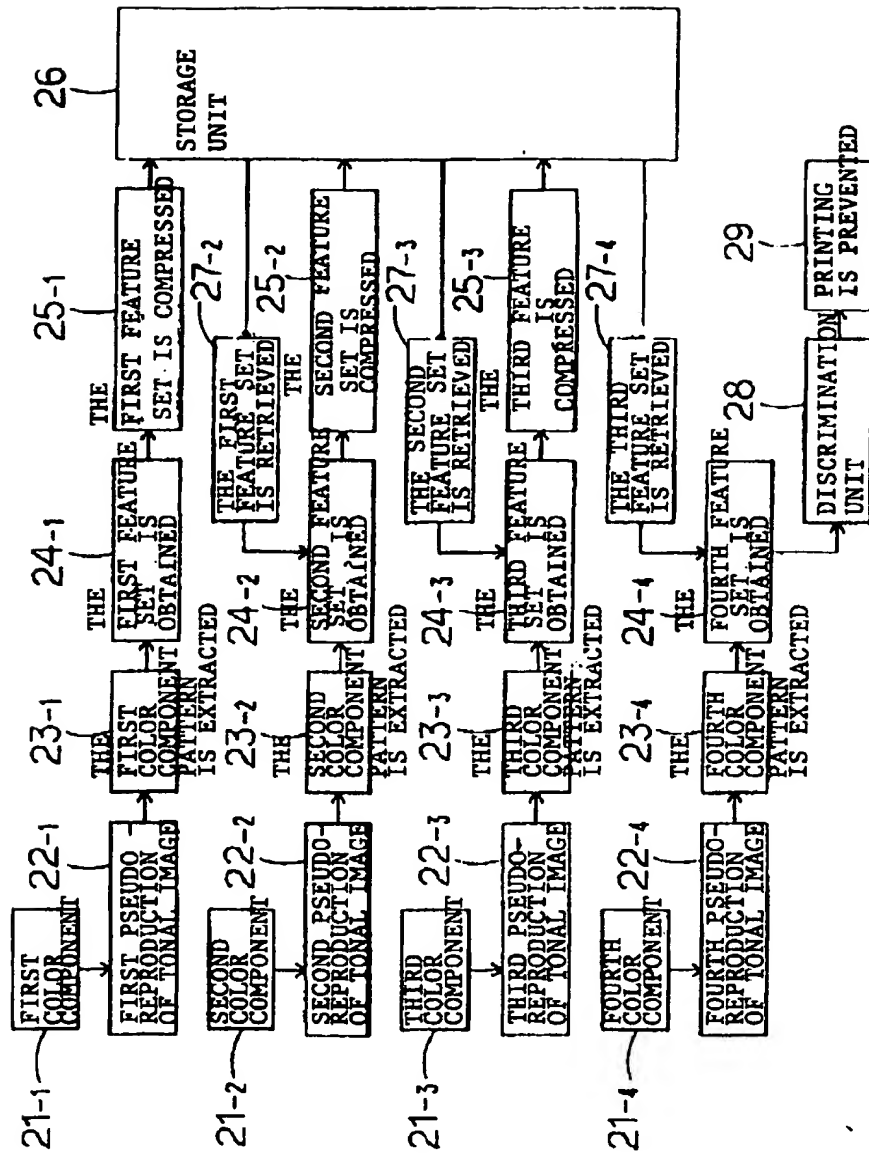 21-1
FIRST
COLOR
COMPONENT
22-1
FIRST PSEUDO-
REPRODUCTION
OF TONAL IMAGE
23-1
THE
FIRST
COLOR
COMPONENT
PATTERN
IS EXTRACTED
24-1
THE
FIRST FEATURE
SET IS
OBTAINED
25-1
THE
FIRST FEATURE
SET IS COMPRESSED
26
STORAGE
UNIT
27-2
THE FIRST
FEATURE SET
IS RETRIEVED
21-2
SECOND
COLOR
COMPONENT
22-2
SECOND PSEUDO-
REPRODUCTION
OF TONAL IMAGE
23-2
THE
SECOND
COLOR
COMPONENT
PATTERN
IS EXTRACTED
24-2
THE
SECOND FEATURE
SET IS
OBTAINED
25-2
THE
SECOND FEATURE
SET IS
COMPRESSED
27-3
THE SECOND
FEATURE SET
IS RETRIEVED
21-3
THIRD
COLOR
COMPONENT
22-3
THIRD PSEUDO-
REPRODUCTION
OF TONAL IMAGE
23-3
THE
THIRD
COLOR
COMPONENT
PATTERN
IS EXTRACTED
24-3
THE
THIRD FEATURE
SET IS
OBTAINED
25-3
THE
THIRD FEATURE
IS
COMPRESSED
27-4
THE THIRD
FEATURE SET
IS RETRIEVED
21-4
FOURTH
COLOR
COMPONENT
22-4
FOURTH PSEUDO-
REPRODUCTION
OF TONAL IMAGE
23-4
THE
FOURTH
COLOR
COMPONENT
PATTERN
IS EXTRACTED
24-4
THE
FOURTH FEATURE
SET IS
OBTAINED
28
DISCRIMINATION
UNIT
29
PRINTING
IS PREVENTED